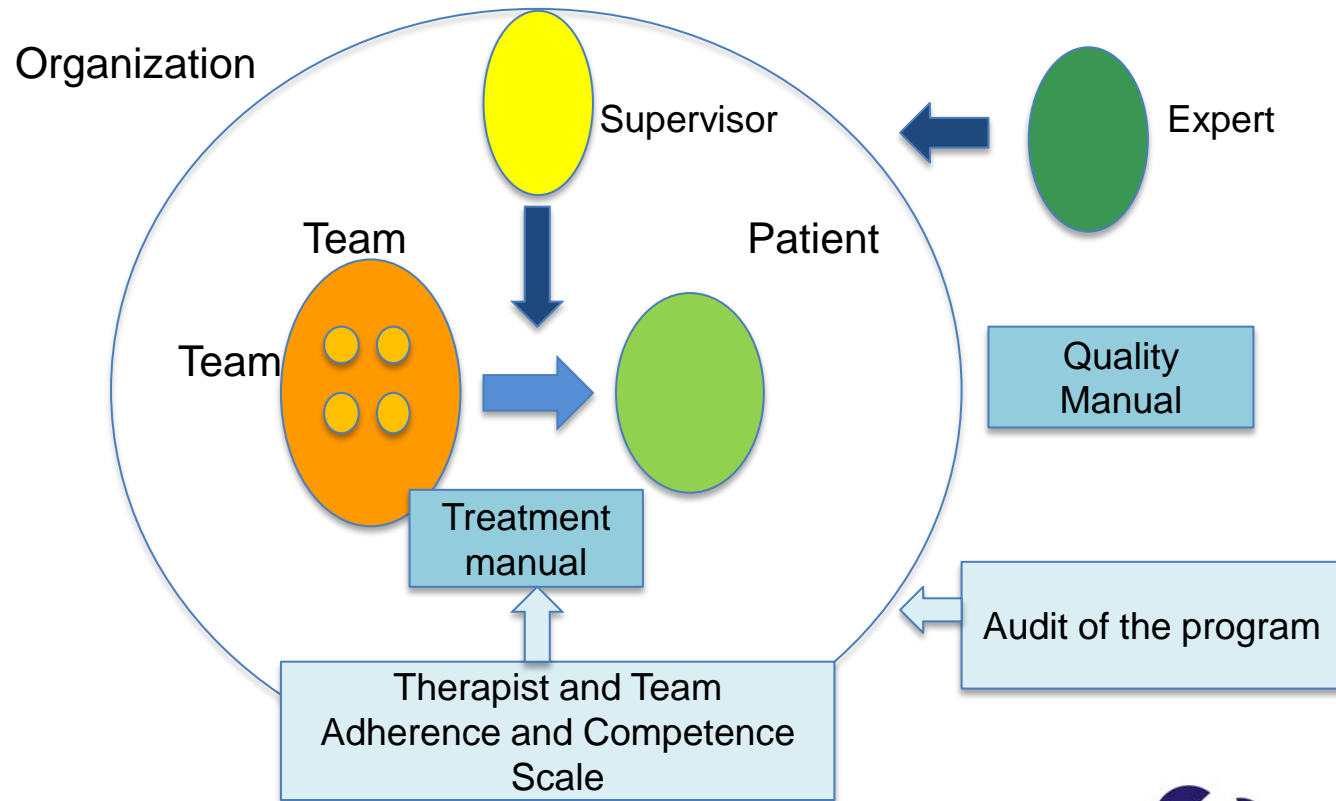 Organization
Supervisor
Expert
Team
Patient
Team
Quality
Manual
Treatment
manual
Audit of the program
Therapist and Team
Adherence and Competence
Scale